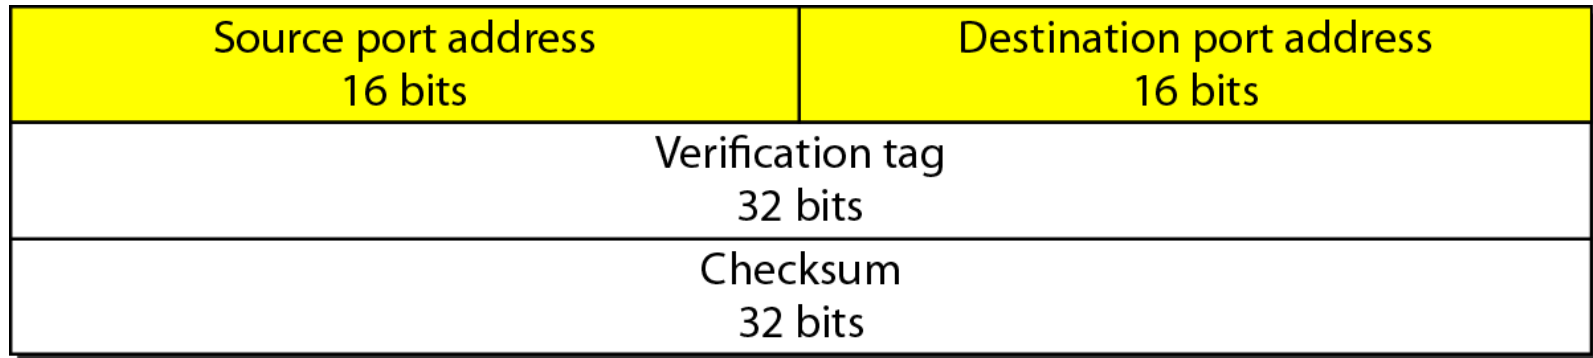 Source port address
16 bits
Destination port address
16 bits
Verification tag
32 bits
Checksum
32 bits